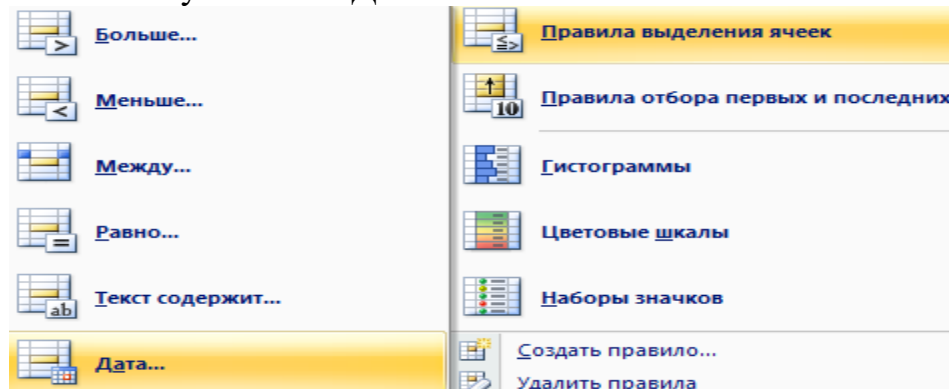 Больше...
Меньше...
Между...
Равно...
Текст содержит...
Дата...
Правила выделения ячеек
Правила отбора первых и последних
Гистограммы
Цветовые шкалы
Наборы значков
Создать правило...
Удалить правила